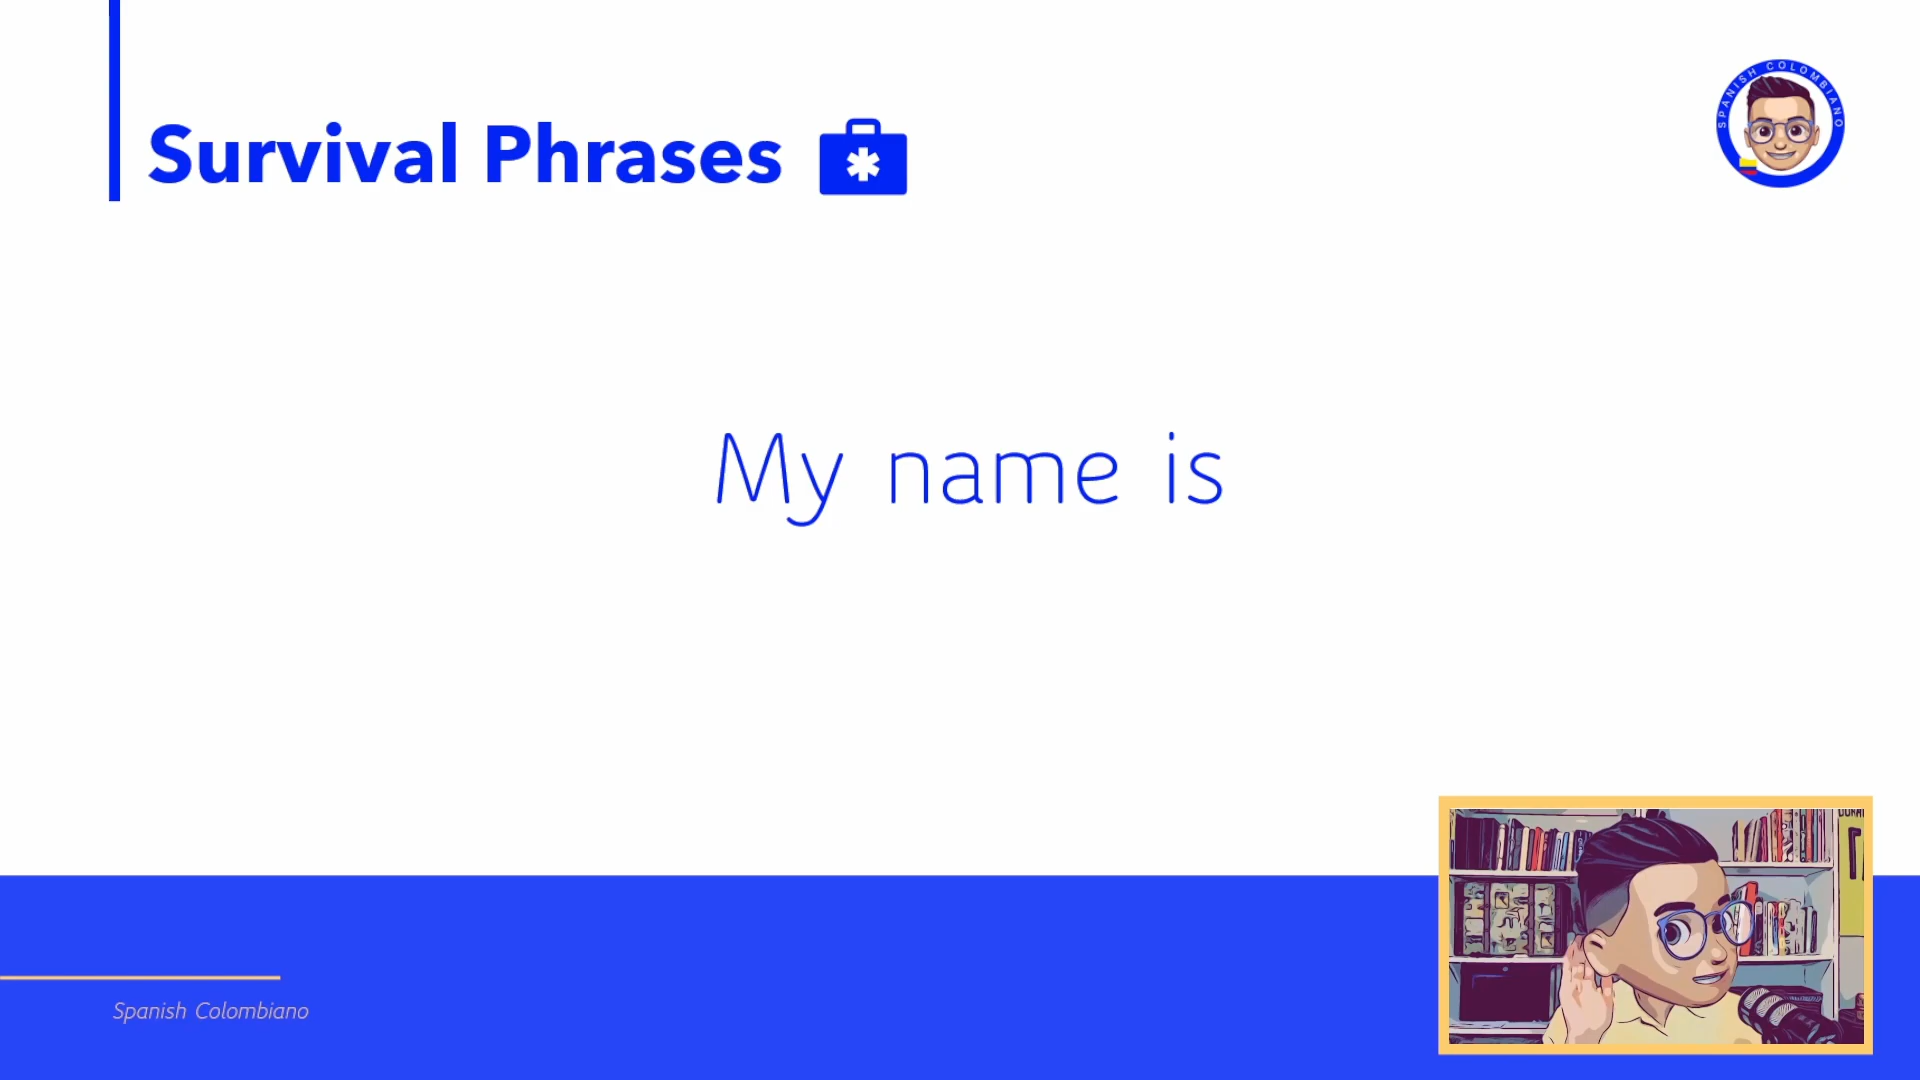 SPANISH COLOMBIANO
Survival Phrases
My name is
Spanish Colombiano